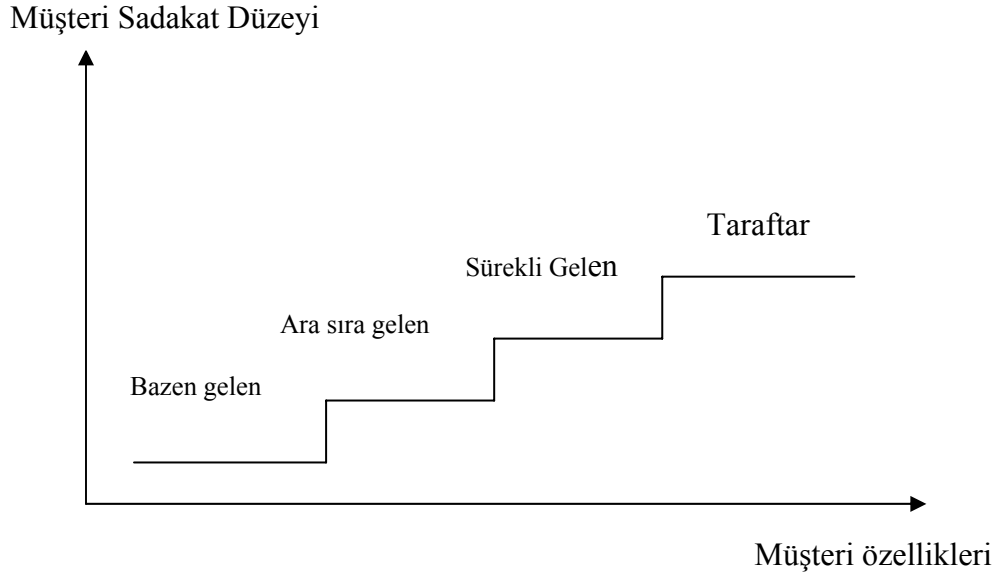 Müşteri Sadakat Düzeyi
Taraftar
Sürekli Gelen
Ara sıra gelen
Bazen gelen
Müşteri özellikleri